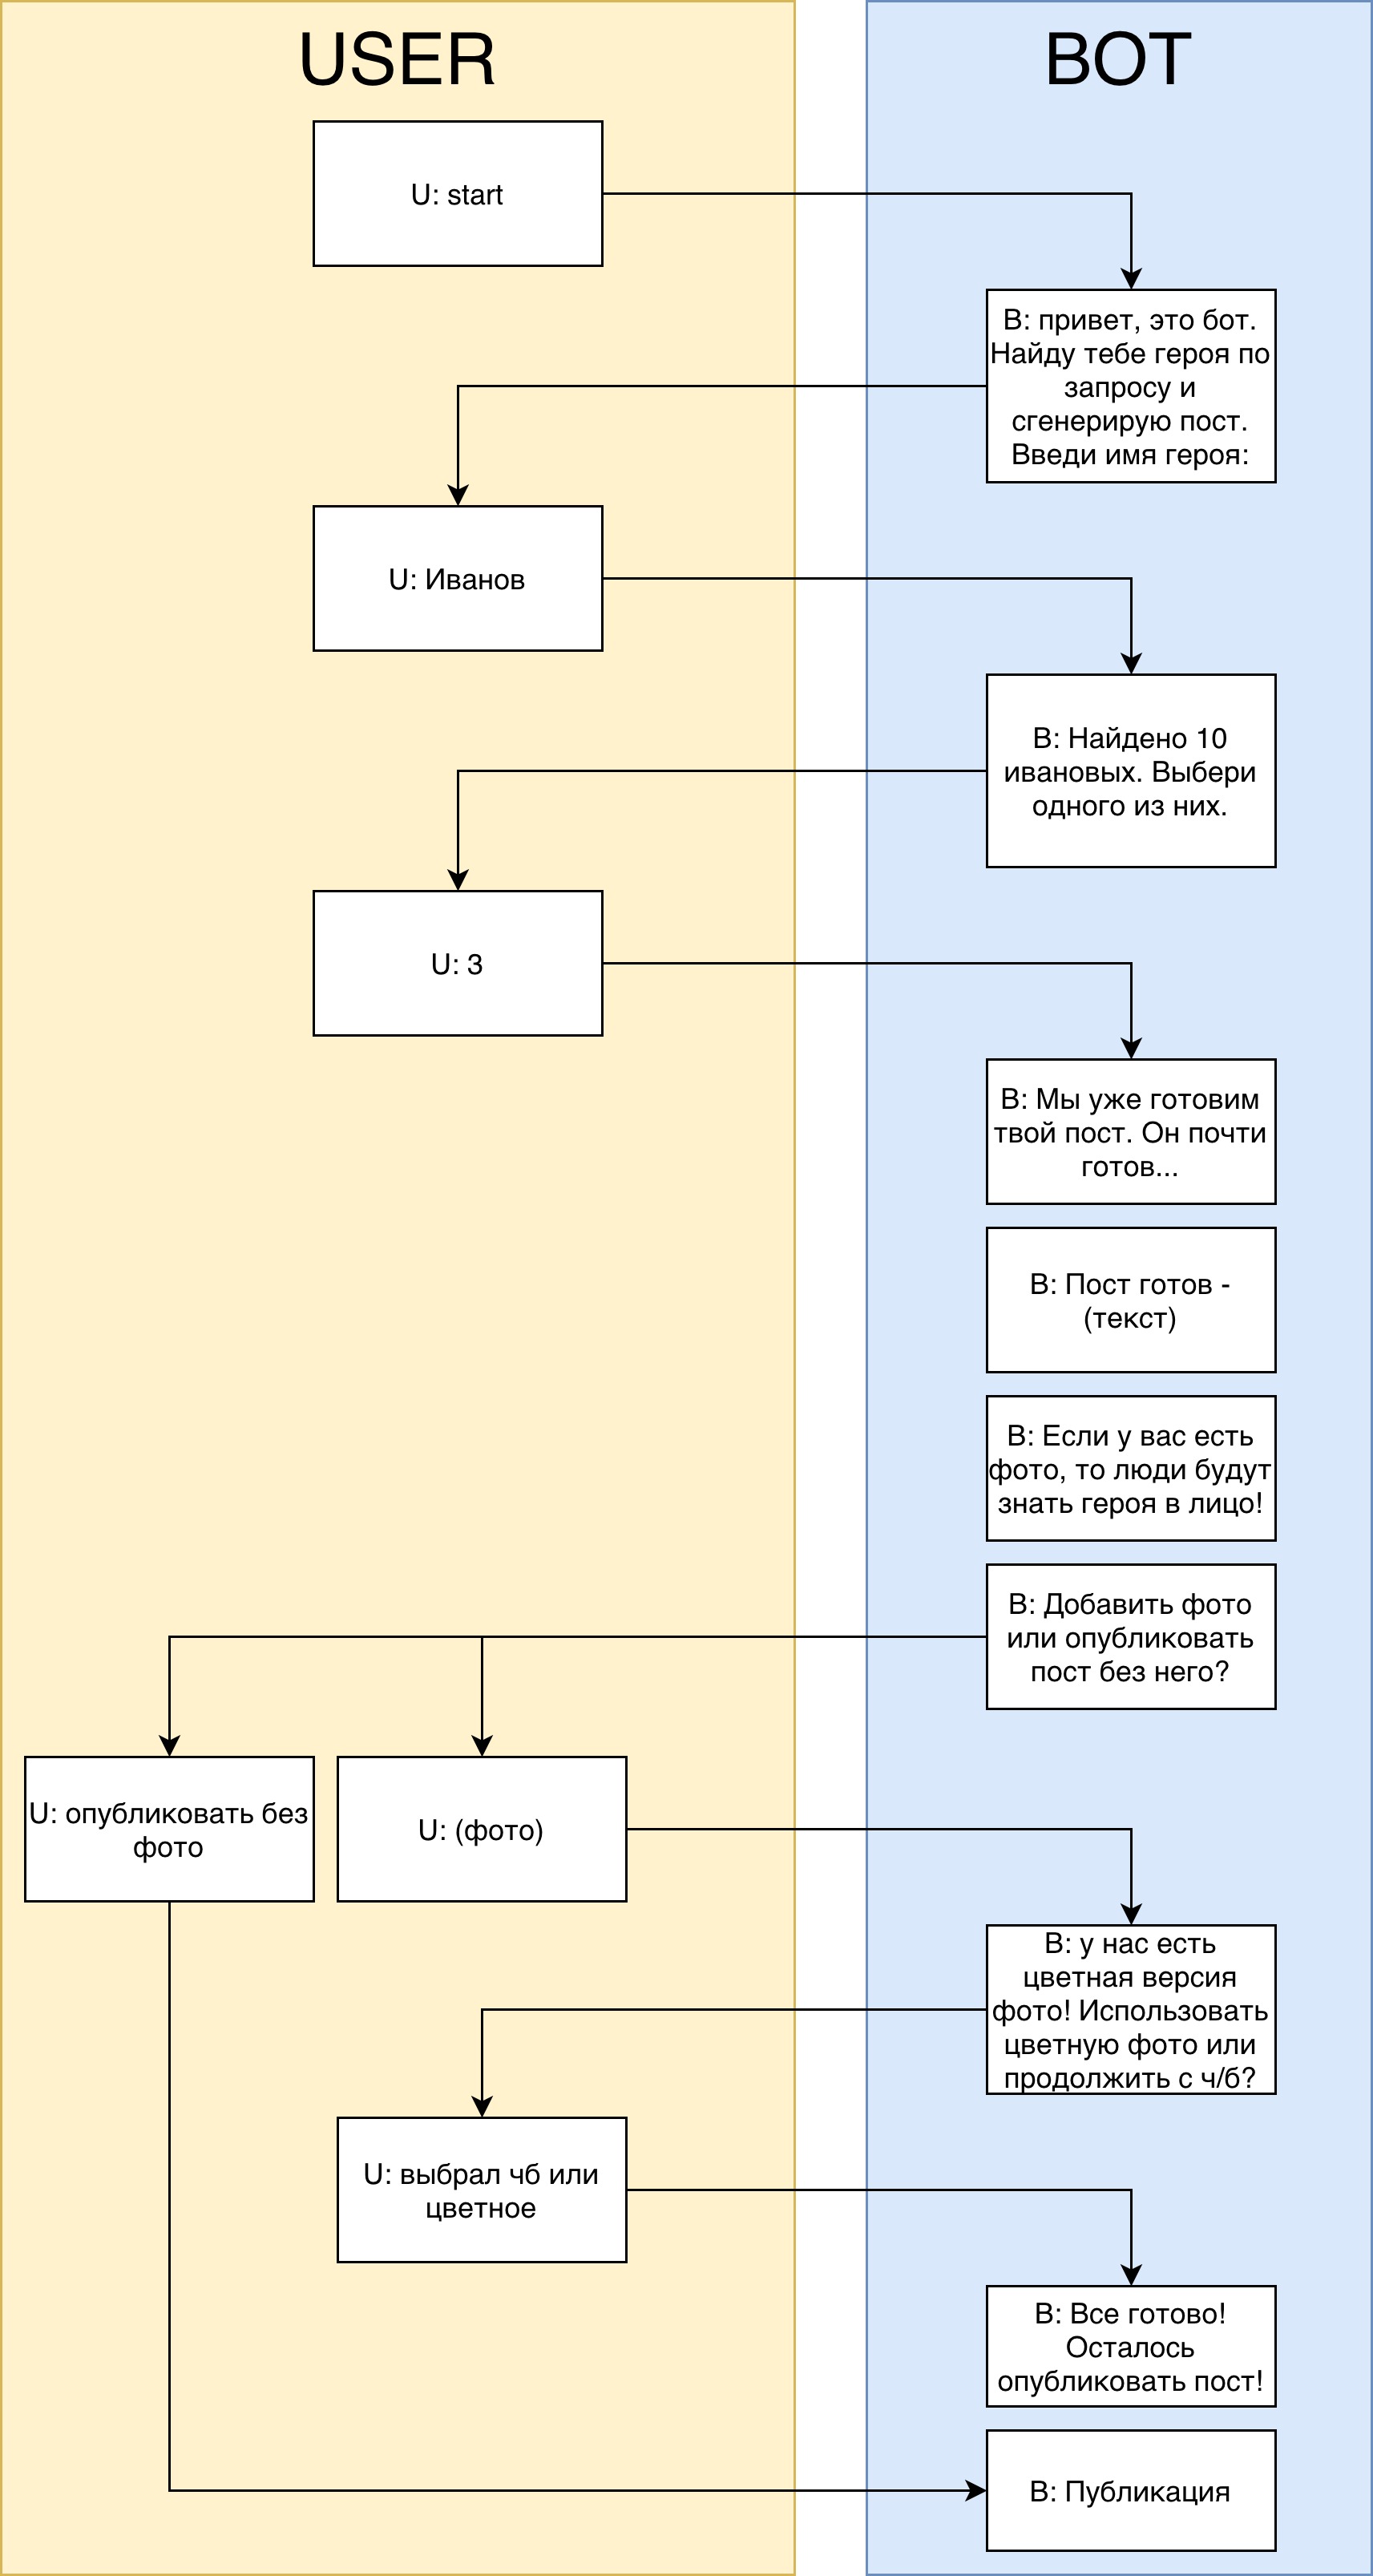 USER
BOT
U: start
B: привет, это бот.
Найду тебе героя по
запросу и
сгенерирую пост.
Введи имя героя:
U: Иванов
B: Найдено 10
ивановых. Выбери
одного из них.
U: 3
B: Мы уже готовим
твой пост. Он почти
готов...
B: Пост готов -
(текст)
B: Если у вас есть
фото, то люди будут
знать героя в лицо!
B: Добавить фото
или опубликовать
пост без него?
U: опубликовать без
фото
U: (фото)
B: у нас есть
цветная версия
фото! Использовать
цветную фото или
продолжить с ч/б?
U: выбрал чб или
цветное
B: Все готово!
Осталось
опубликовать пост!
B: Публикация